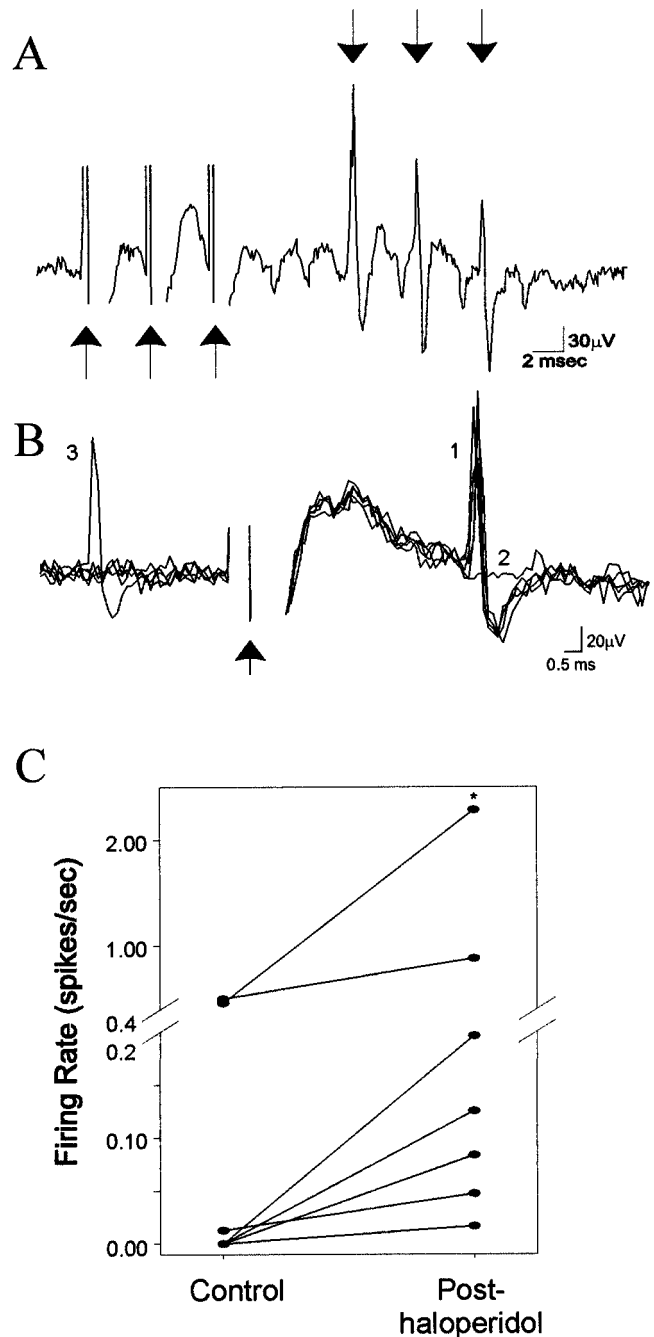 A
30µV
2 msec
B
3
1
2
20µV
0.5 ms
C
*
2.00
1.00
0.4
0.2
0.10
0.00
Firing Rate (spikes/sec)
Control
Post-
haloperidol